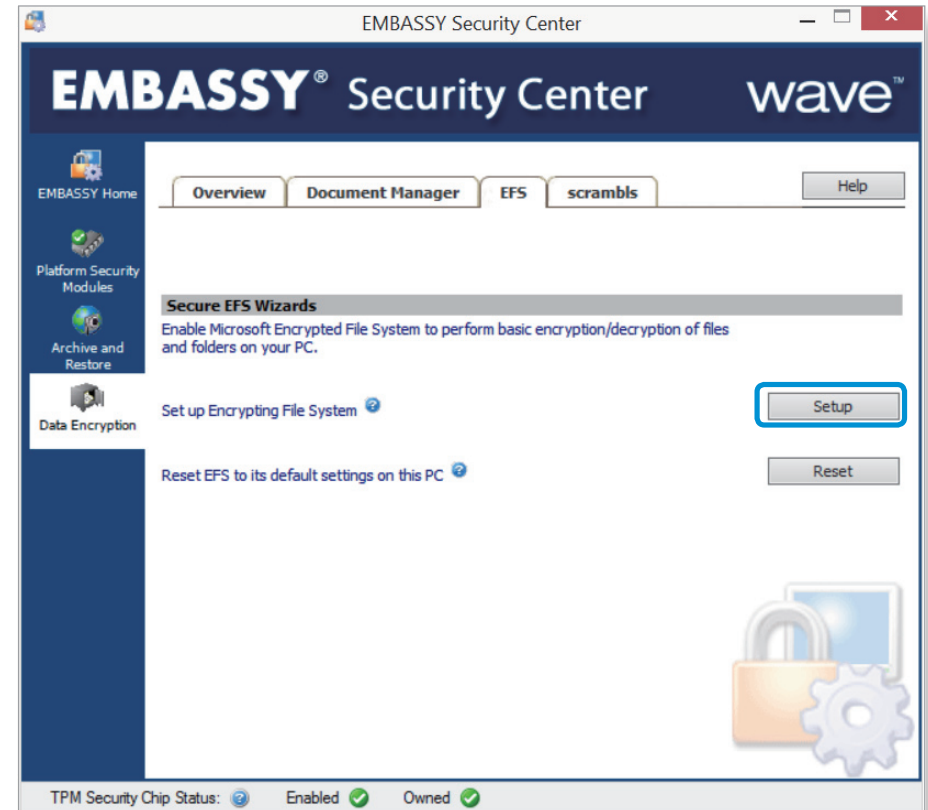 EMBASSY Security Center
EMBASSY® Security Center
wave™
EMBASSY Home
Platform Security
Modules
Archive and
Restore
Data Encryption
Overview
Document Manager
EFS
scrambls
Help
Secure EFS Wizards
Enable Microsoft Encrypted File System to perform basic encryption/decryption of files
and folders on your PC.
Set up Encrypting File System
Setup
Reset EFS to its default settings on this PC
Reset
TPM Security Chip Status:
Enabled
Owned